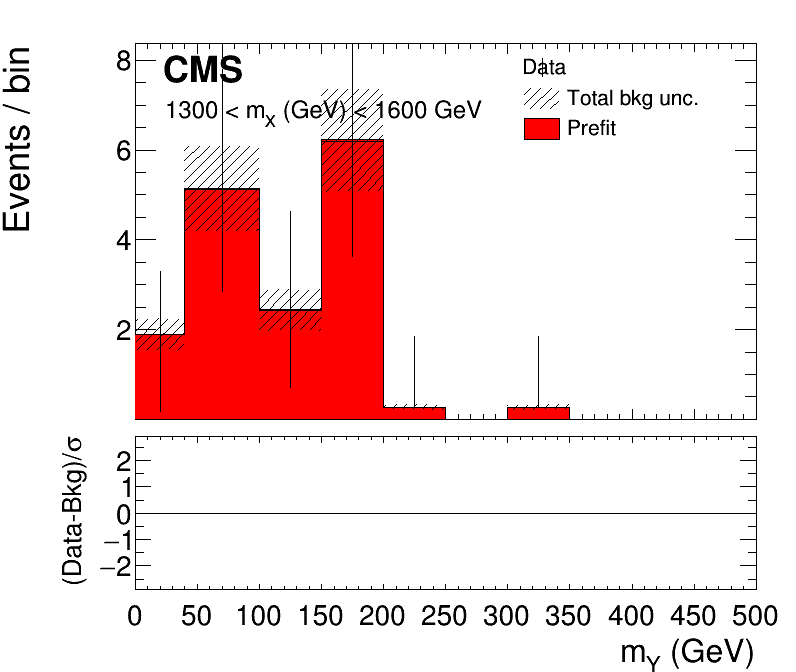 Events / bin
8
6
4
2
CMS
1300 < mX (GeV) < 1600 GeV
Data
Total bkg unc.
Prefit
(Data-Bkg)/σ
2
1
0
−1
−2
0 50 100 150 200 250 300 350 400 450 500
mY (GeV)